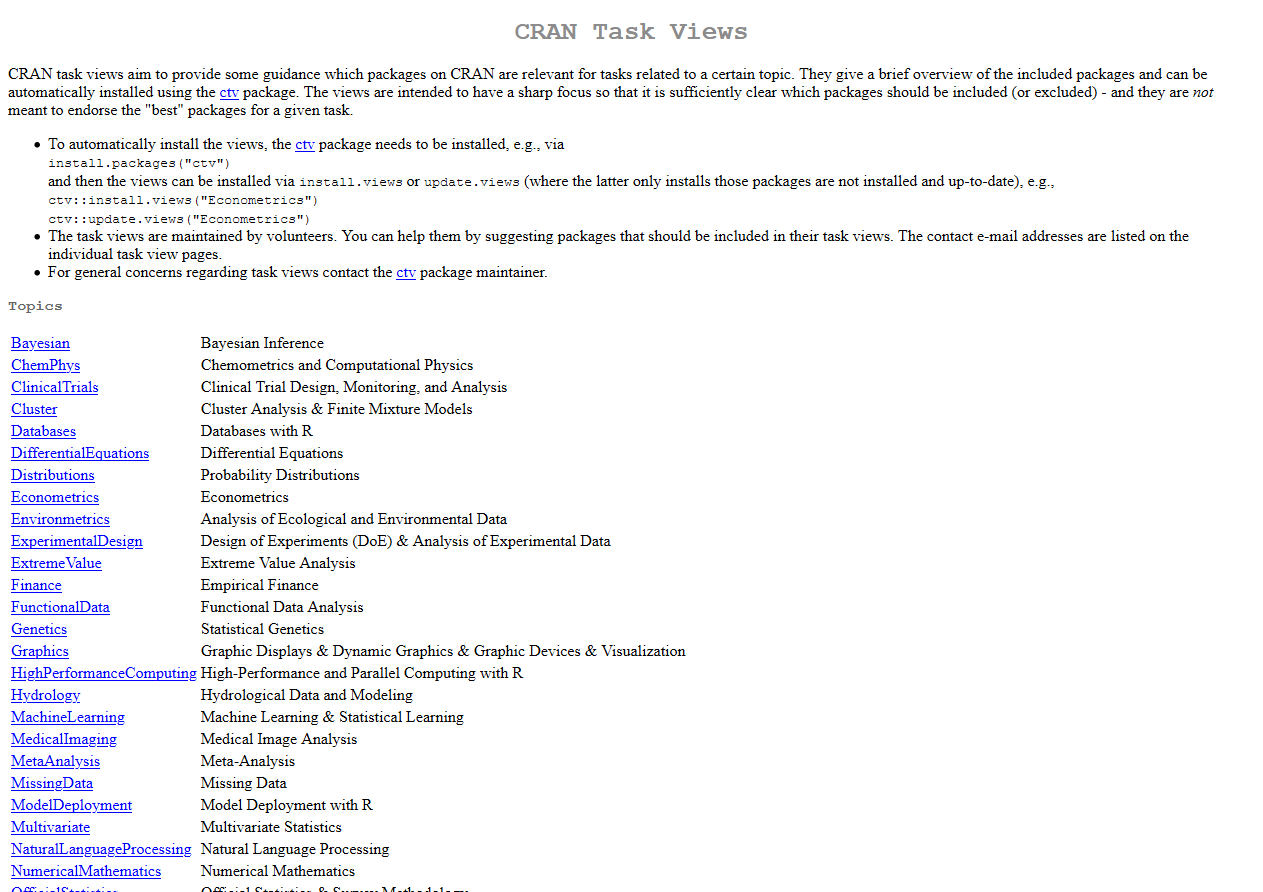 CRAN Task Views
CRAN task views aim to provide some guidance which packages on CRAN are relevant for tasks related to a certain topic. They give a brief overview of the included packages and can be
automatically installed using the ctv package. The views are intended to have a sharp focus so that it is sufficiently clear which packages should be included (or excluded) - and they are not
meant to endorse the "best" packages for a given task.
• To automatically install the views, the ctv package needs to be installed, e.g., via
install.packages("ctv")
and then the views can be installed via install.views or update.views (where the latter only installs those packages are not installed and up-to-date), e.g.,
ctv::install.views("Econometrics")
ctv::update.views("Econometrics")
• The task views are maintained by volunteers. You can help them by suggesting packages that should be included in their task views. The contact e-mail addresses are listed on the
individual task view pages.
• For general concerns regarding task views contact the ctv package maintainer.
Topics
Bayesian Bayesian Inference
ChemPhys Chemometrics and Computational Physics
ClinicalTrials Clinical Trial Design, Monitoring, and Analysis
Cluster Cluster Analysis & Finite Mixture Models
Databases Databases with R
DifferentialEquations Differential Equations
Distributions Probability Distributions
Econometrics Econometrics
Environmetrics Analysis of Ecological and Environmental Data
ExperimentalDesign Design of Experiments (DoE) & Analysis of Experimental Data
ExtremeValue Extreme Value Analysis
Finance Empirical Finance
FunctionalData Functional Data Analysis
Genetics Statistical Genetics
Graphics Graphic Displays & Dynamic Graphics & Graphic Devices & Visualization
HighPerformanceComputing High-Performance and Parallel Computing with R
Hydrology Hydrological Data and Modeling
MachineLearning Machine Learning & Statistical Learning
MedicalImaging Medical Image Analysis
MetaAnalysis Meta-Analysis
MissingData Missing Data
ModelDeployment Model Deployment with R
Multivariate Multivariate Statistics
NaturalLanguageProcessing Natural Language Processing
NumericalMathematics Numerical Mathematics
OfficialStatistics Official Statistics & Survey Methodology